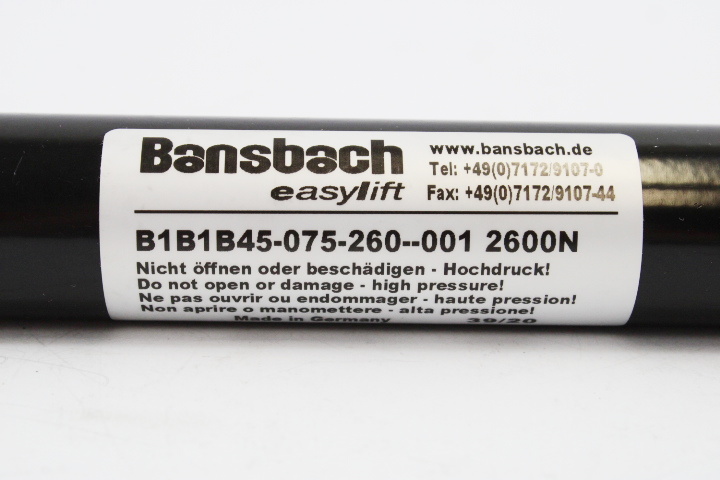 Bansbach
easylift
www.bansbach.de
Tel: +49(0)7172/9107-0
Fax: +49(0)7172/9107-44
B1B1B45-075-260--001 2600N
Nicht öffnen oder beschädigen - Hochdruck!
Do not open or damage - high pressure!
Ne pas ouvrir ou endommager - haute pression!
Non aprire o manomettere - alta pressione!
Made in Germany 39/20